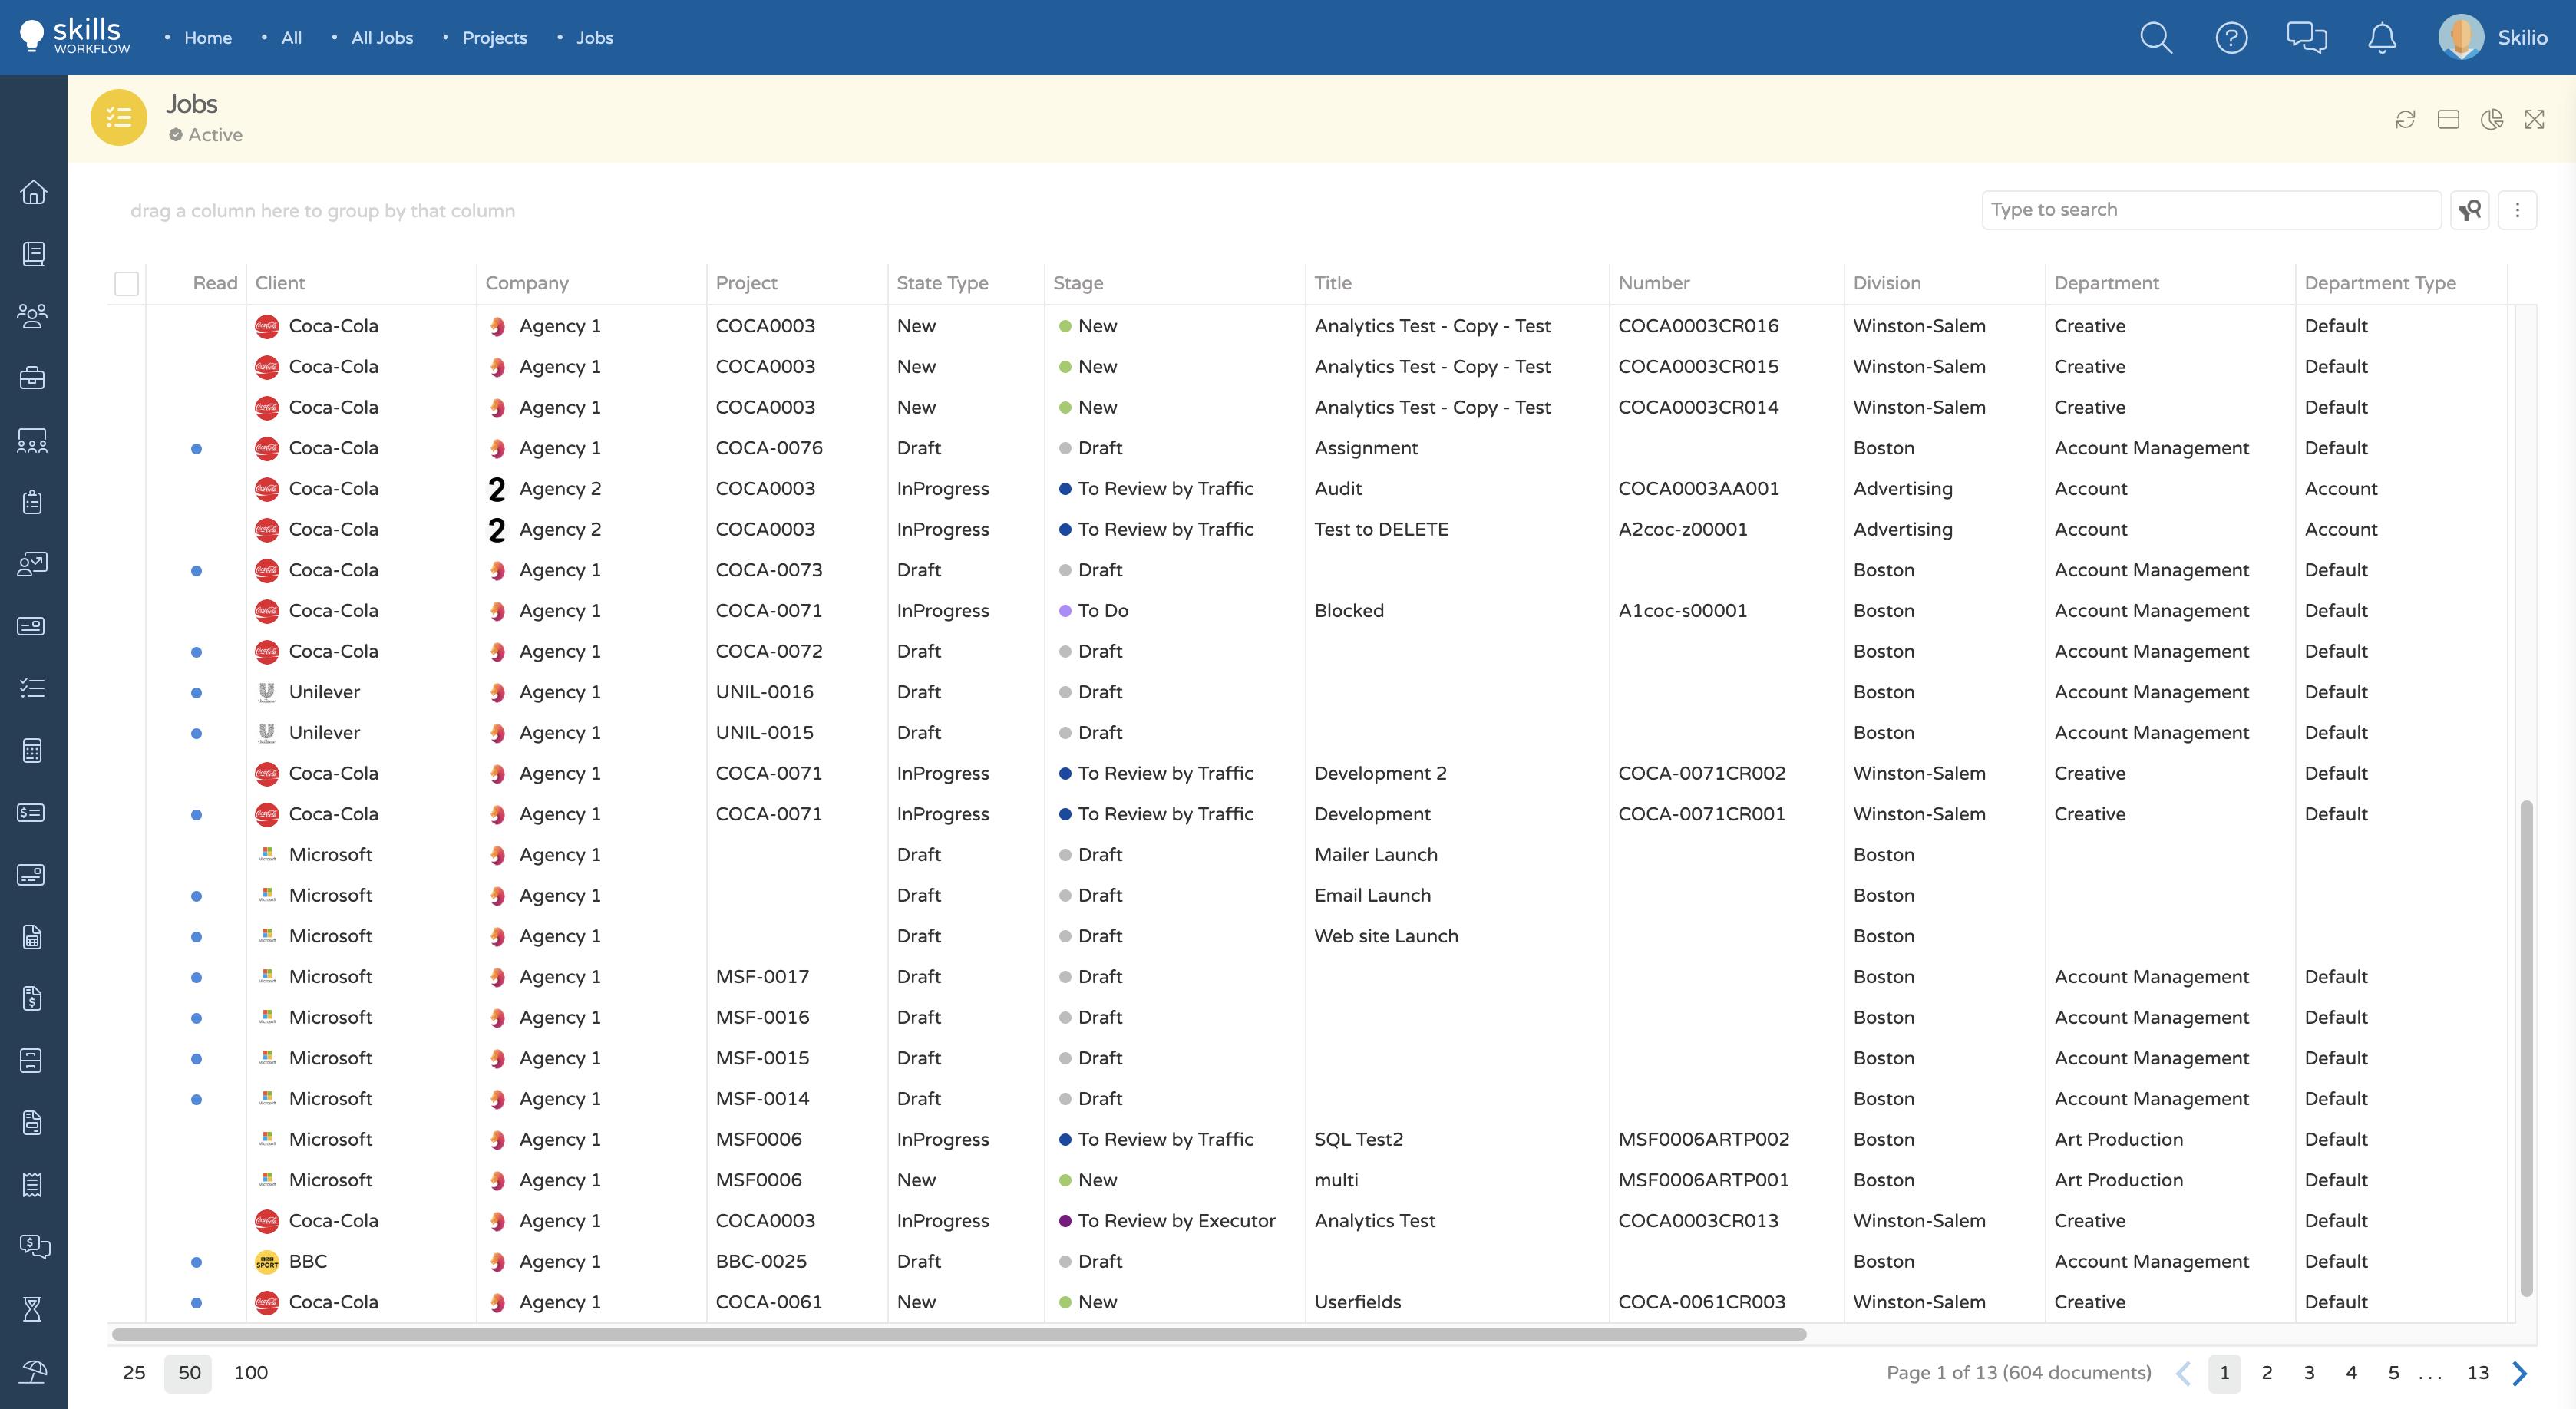 skills
WORKFLOW
• Home • All • All Jobs • Projects • Jobs
Skilio
Jobs
Active
drag a column here to group by that column
Type to search
Read Client Company Project State Type Stage Title Number Division Department Department Type
Coca-Cola Agency 1 COCA0003 New New Analytics Test - Copy - Test COCA0003CR016 Winston-Salem Creative Default
Coca-Cola Agency 1 COCA0003 New New Analytics Test - Copy - Test COCA0003CR015 Winston-Salem Creative Default
Coca-Cola Agency 1 COCA0003 New New Analytics Test - Copy - Test COCA0003CR014 Winston-Salem Creative Default
Coca-Cola Agency 1 COCA-0076 Draft Draft Assignment Boston Account Management Default
Coca-Cola 2 Agency 2 COCA0003 InProgress To Review by Traffic Audit COCA0003AA001 Advertising Account Account
Coca-Cola 2 Agency 2 COCA0003 InProgress To Review by Traffic Test to DELETE A2coc-z00001 Advertising Account Account
Coca-Cola Agency 1 COCA-0073 Draft Draft Boston Account Management Default
Coca-Cola Agency 1 COCA-0071 InProgress To Do Blocked A1coc-s00001 Boston Account Management Default
Coca-Cola Agency 1 COCA-0072 Draft Draft Boston Account Management Default
Unilever Agency 1 UNIL-0016 Draft Draft Boston Account Management Default
Unilever Agency 1 UNIL-0015 Draft Draft Boston Account Management Default
Coca-Cola Agency 1 COCA-0071 InProgress To Review by Traffic Development 2 COCA-0071CR002 Winston-Salem Creative Default
Coca-Cola Agency 1 COCA-0071 InProgress To Review by Traffic Development COCA-0071CR001 Winston-Salem Creative Default
Microsoft Agency 1 Draft Draft Mailer Launch Boston
Microsoft Agency 1 Draft Draft Email Launch Boston
Microsoft Agency 1 Draft Draft Web site Launch Boston
Microsoft Agency 1 MSF-0017 Draft Draft Boston Account Management Default
Microsoft Agency 1 MSF-0016 Draft Draft Boston Account Management Default
Microsoft Agency 1 MSF-0015 Draft Draft Boston Account Management Default
Microsoft Agency 1 MSF-0014 Draft Draft Boston Account Management Default
Microsoft Agency 1 MSF0006 InProgress To Review by Traffic SQL Test2 MSF0006ARTP002 Boston Art Production Default
Microsoft Agency 1 MSF0006 New New multi MSF0006ARTP001 Boston Art Production Default
Coca-Cola Agency 1 COCA0003 InProgress To Review by Executor Analytics Test COCA0003CR013 Winston-Salem Creative Default
BBC SPORT BBC Agency 1 BBC-0025 Draft Draft Boston Account Management Default
Coca-Cola Agency 1 COCA-0061 New New Userfields COCA-0061CR003 Winston-Salem Creative Default
25 50 100 Page 1 of 13 (604 documents) 1 2 3 4 5 ... 13